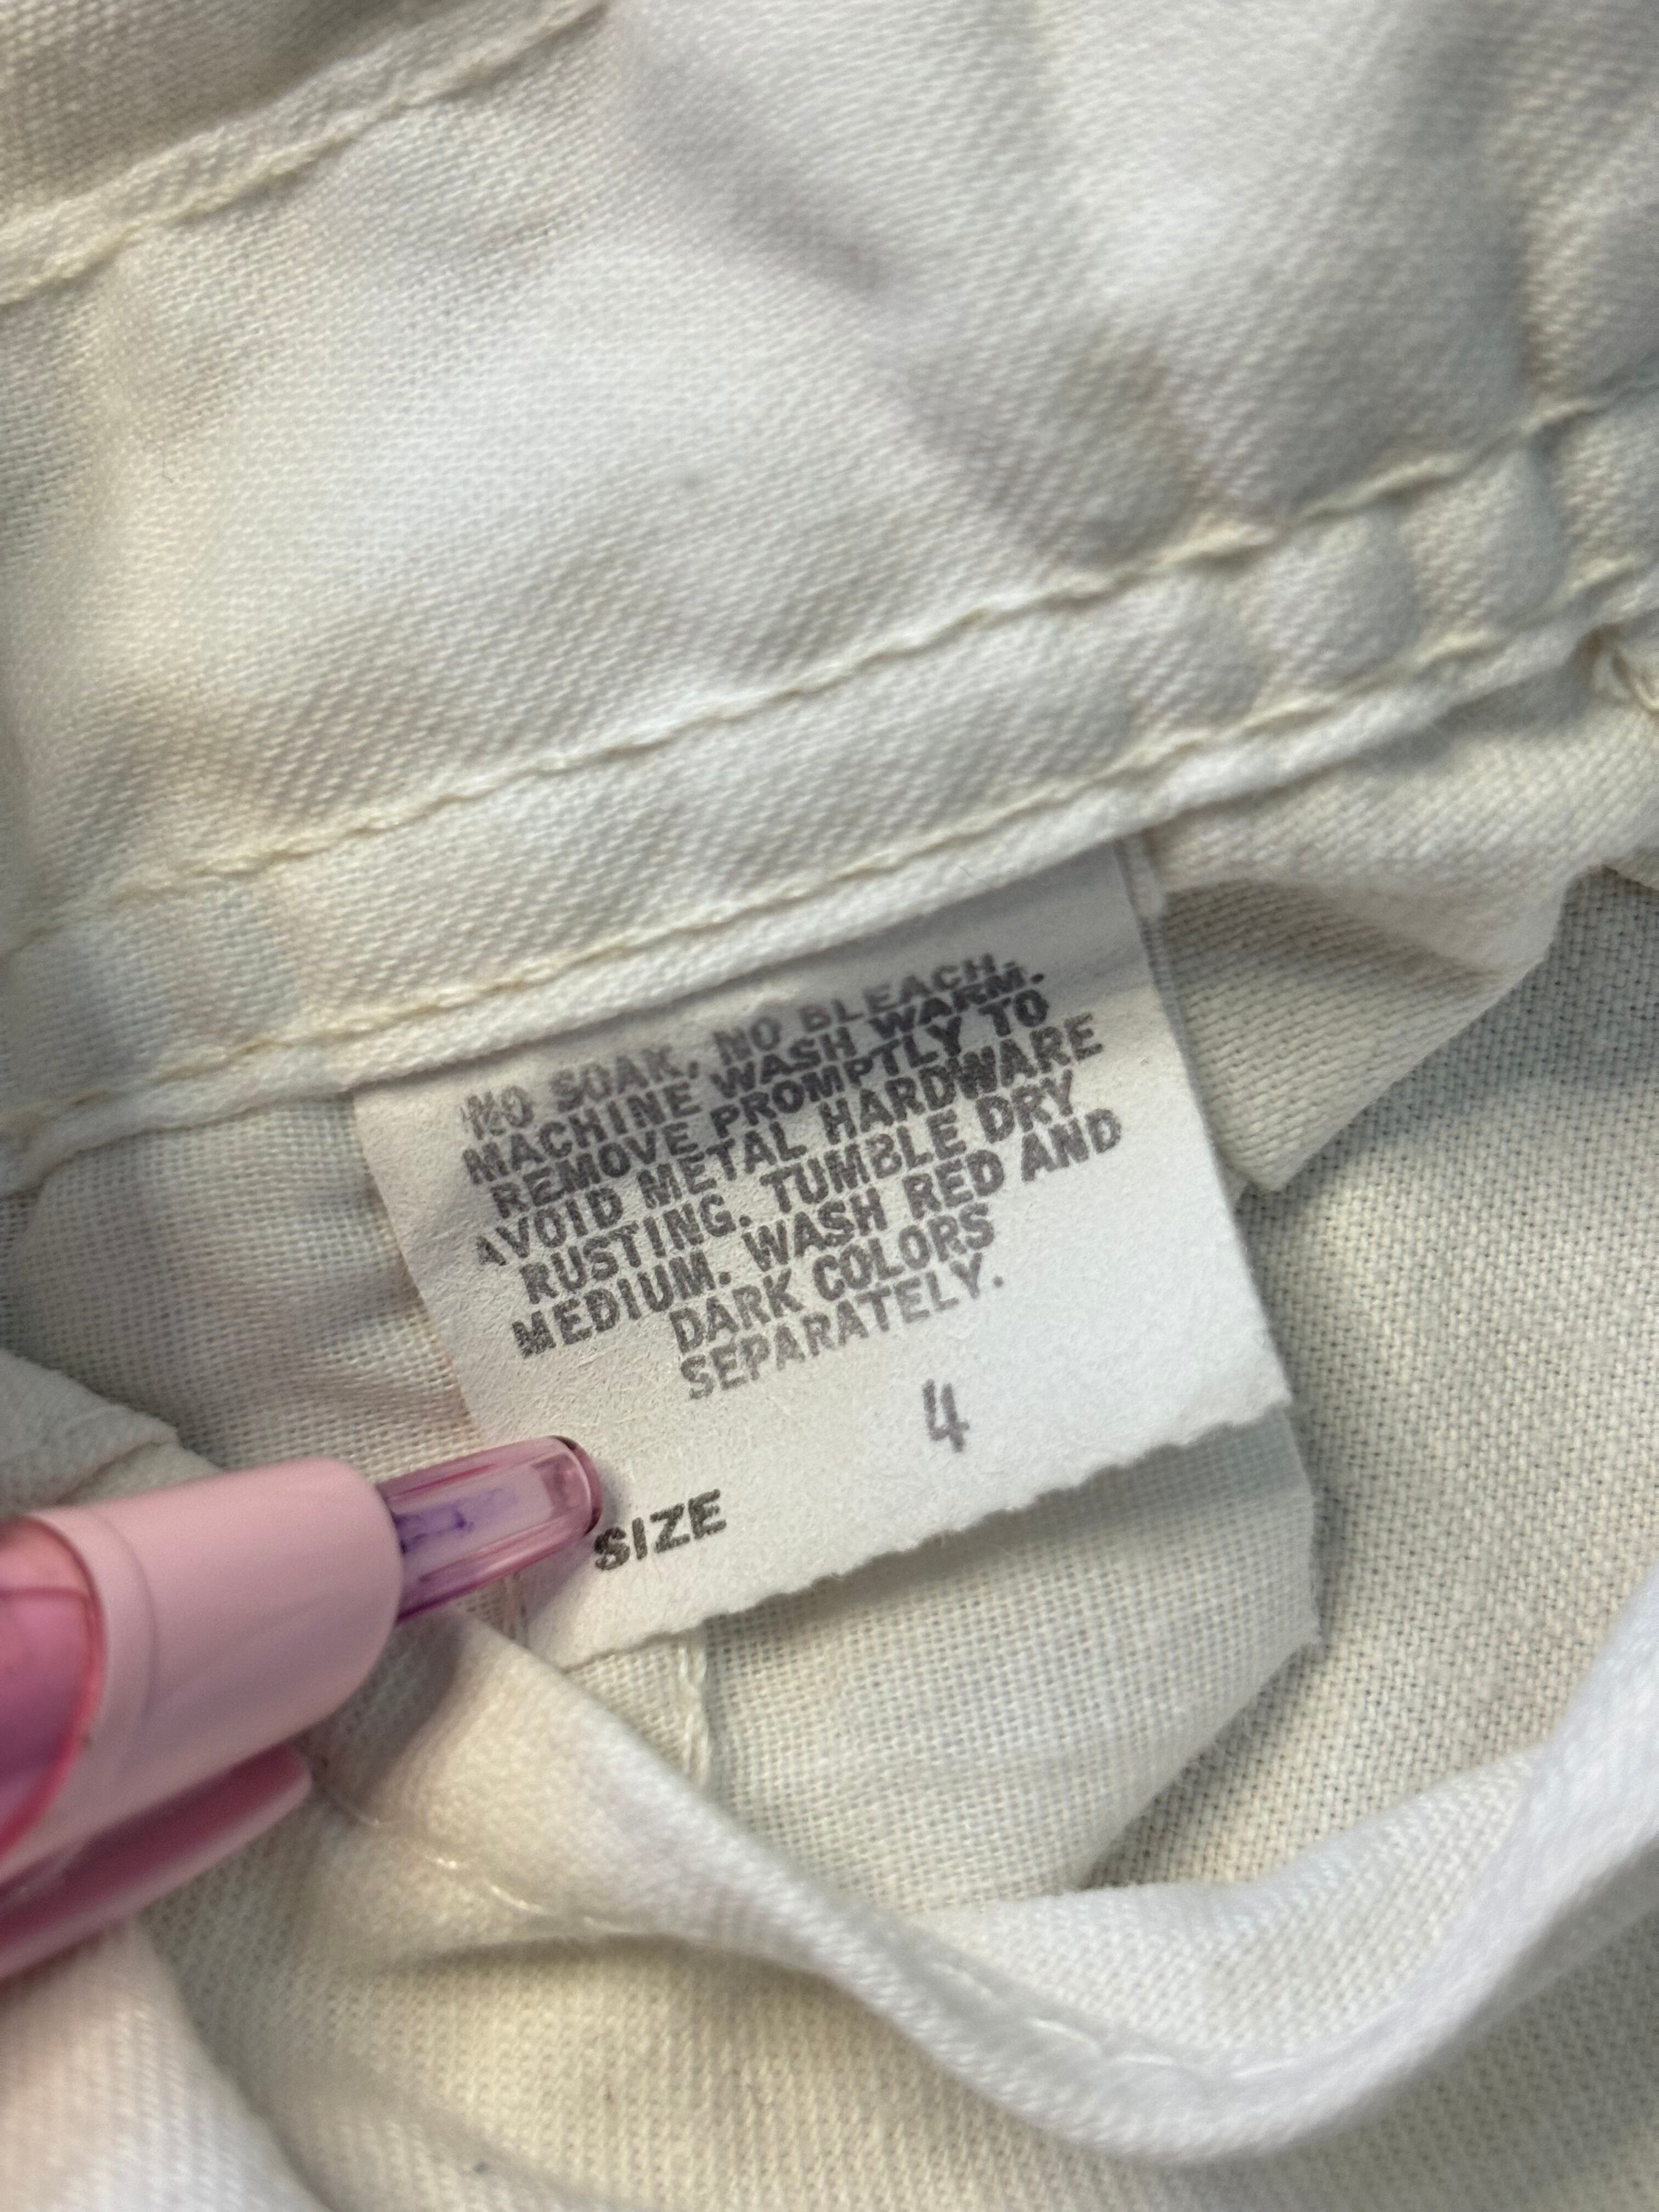 NO SOAK, NO BLEACH.
MACHINE WASH WARM.
REMOVE PROMPTLY TO
AVOID METAL HARDWARE
RUSTING. TUMBLE DRY
MEDIUM. WASH RED AND
DARK COLORS
SEPARATELY.
4
SIZE